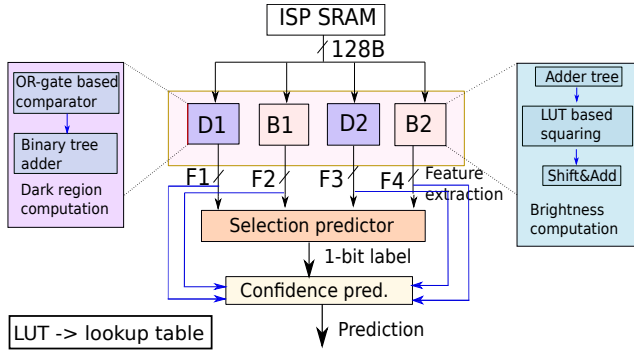 ISP SRAM
128B
OR-gate based
comparator
Binary tree
adder
Dark region
computation
D1
B1
D2
B2
Adder tree
LUT based
squaring
Shift&Add
Brightness
computation
F1
F2
F3
F4
Feature
extraction
Selection predictor
1-bit label
Confidence pred.
Prediction
LUT -> lookup table